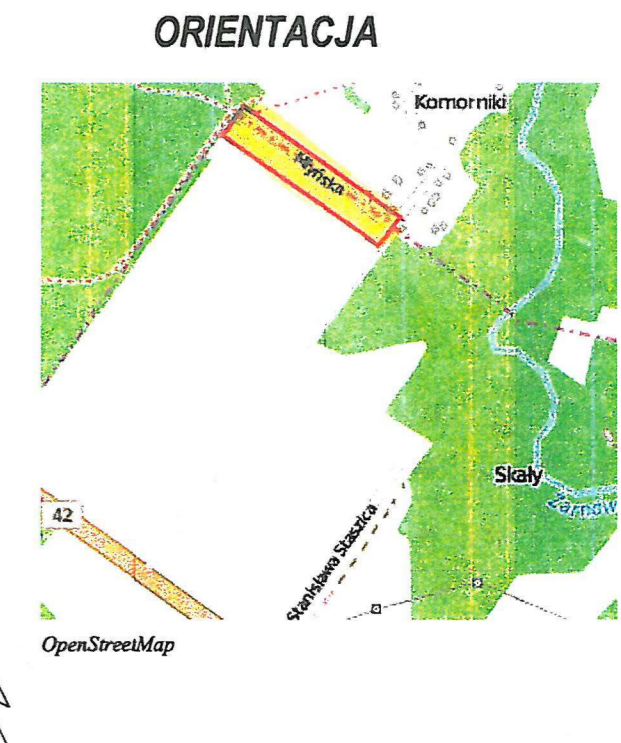 ORIENTACJA
Komorniki
Młyńska
Skały
42
Stanisława Staszica
OpenStreetMap